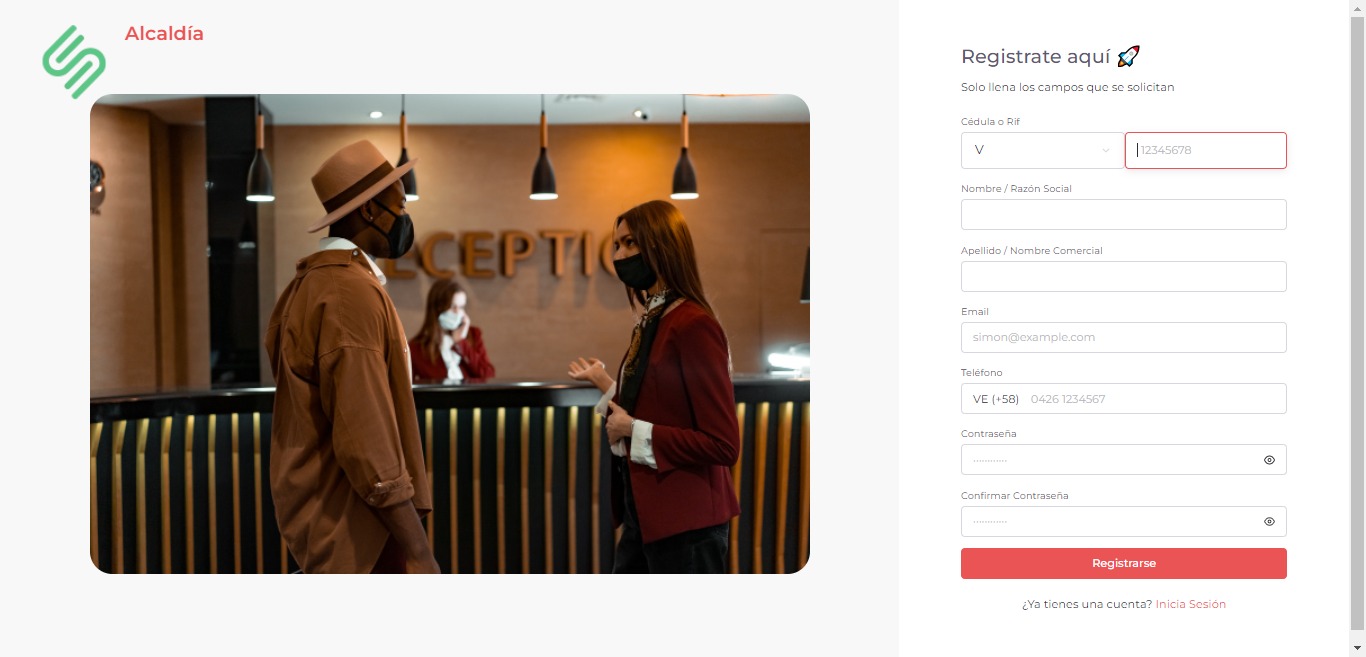 Alcaldía
RECEPTIO
Registrate aquí 🚀
Solo llena los campos que se solicitan
Cédula o Rif
V
12345678
Nombre / Razón Social
Apellido / Nombre Comercial
Email
simon@example.com
Teléfono
VE (+58) 0426 1234567
Contraseña
············
Confirmar Contraseña
············
Registrarse
¿Ya tienes una cuenta? Inicia Sesión